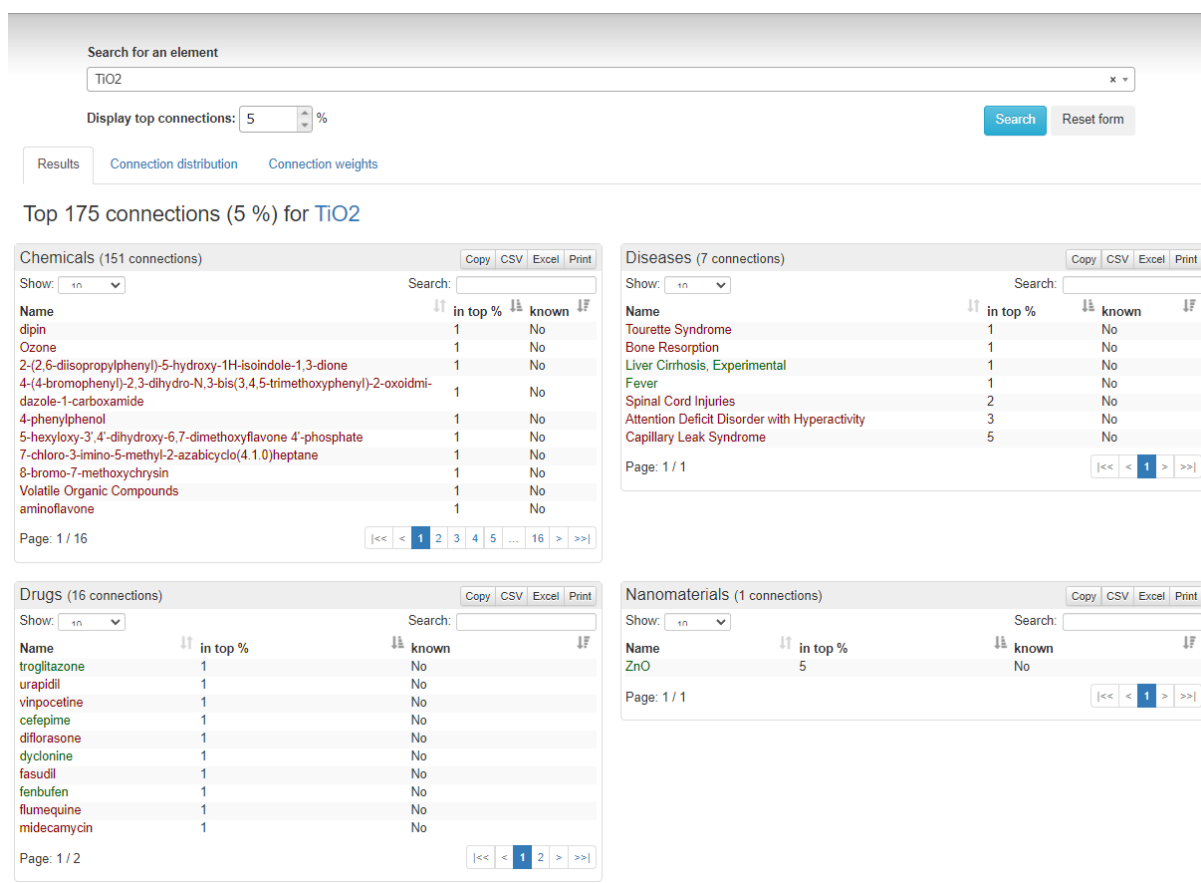 Search for an element
TiO2 ×
Display top connections: 5 %
Search Reset form
Results Connection distribution Connection weights
Top 175 connections (5 %) for TiO2
Chemicals (151 connections) Copy CSV Excel Print
Show: 10 Search:
Name in top % known
dipin 1 No
Ozone 1 No
2-(2,6-diisopropylphenyl)-5-hydroxy-1H-isoindole-1,3-dione 1 No
4-(4-bromophenyl)-2,3-dihydro-N,3-bis(3,4,5-trimethoxyphenyl)-2-oxoidmi-
dazole-1-carboxamide 1 No
4-phenylphenol 1 No
5-hexyloxy-3',4'-dihydroxy-6,7-dimethoxyflavone 4'-phosphate 1 No
7-chloro-3-imino-5-methyl-2-azabicyclo(4.1.0)heptane 1 No
8-bromo-7-methoxychrysin 1 No
Volatile Organic Compounds 1 No
aminoflavone 1 No
Page: 1 / 16 |<< < 1 2 3 4 5 ... 16 > >>|
Diseases (7 connections) Copy CSV Excel Print
Show: 10 Search:
Name in top % known
Tourette Syndrome 1 No
Bone Resorption 1 No
Liver Cirrhosis, Experimental 1 No
Fever 1 No
Spinal Cord Injuries 2 No
Attention Deficit Disorder with Hyperactivity 3 No
Capillary Leak Syndrome 5 No
Page: 1 / 1 |<< < 1 > >>|
Drugs (16 connections) Copy CSV Excel Print
Show: 10 Search:
Name in top % known
troglitazone 1 No
urapidil 1 No
vinpocetine 1 No
cefepime 1 No
diflorasone 1 No
dyclonine 1 No
fasudil 1 No
fenbufen 1 No
flumequine 1 No
midecamycin 1 No
Page: 1 / 2 |<< < 1 2 > >>|
Nanomaterials (1 connections) Copy CSV Excel Print
Show: 10 Search:
Name in top % known
ZnO 5 No
Page: 1 / 1 |<< < 1 > >>|